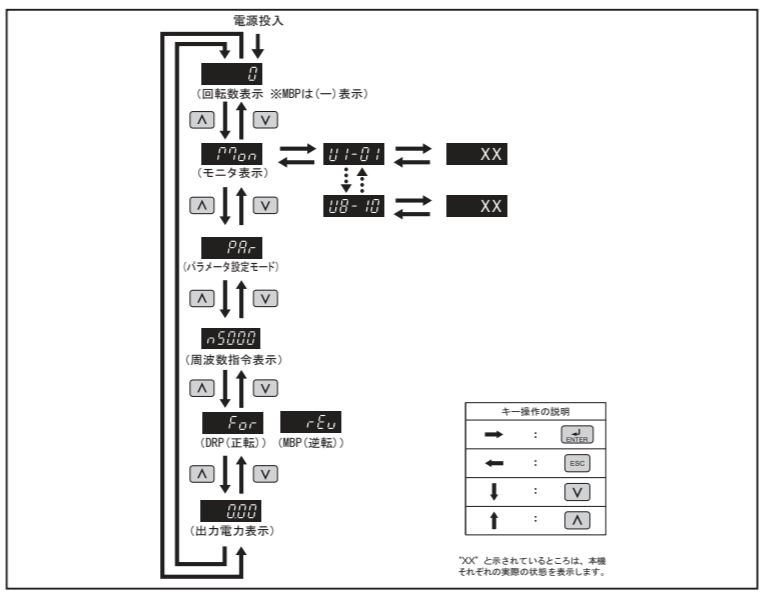 電源投入
0
(回転数表示 ※MBPは(ー)表示)
∧ ∨
Mon U1-01 XX
(モニタ表示)
∧ ∨ U8-10 XX
PAr
(パラメータ設定モード)
∧ ∨
n5000
(周波数指令表示)
∧ ∨
For rEv
(DRP(正転)) (MBP(逆転))
∧ ∨
0.00
(出力電力表示)
キー操作の説明
→ : ENTER
← : ESC
↓ : ∨
↑ : ∧
"XX" と示されているところは、本機
それぞれの実際の状態を表示します。